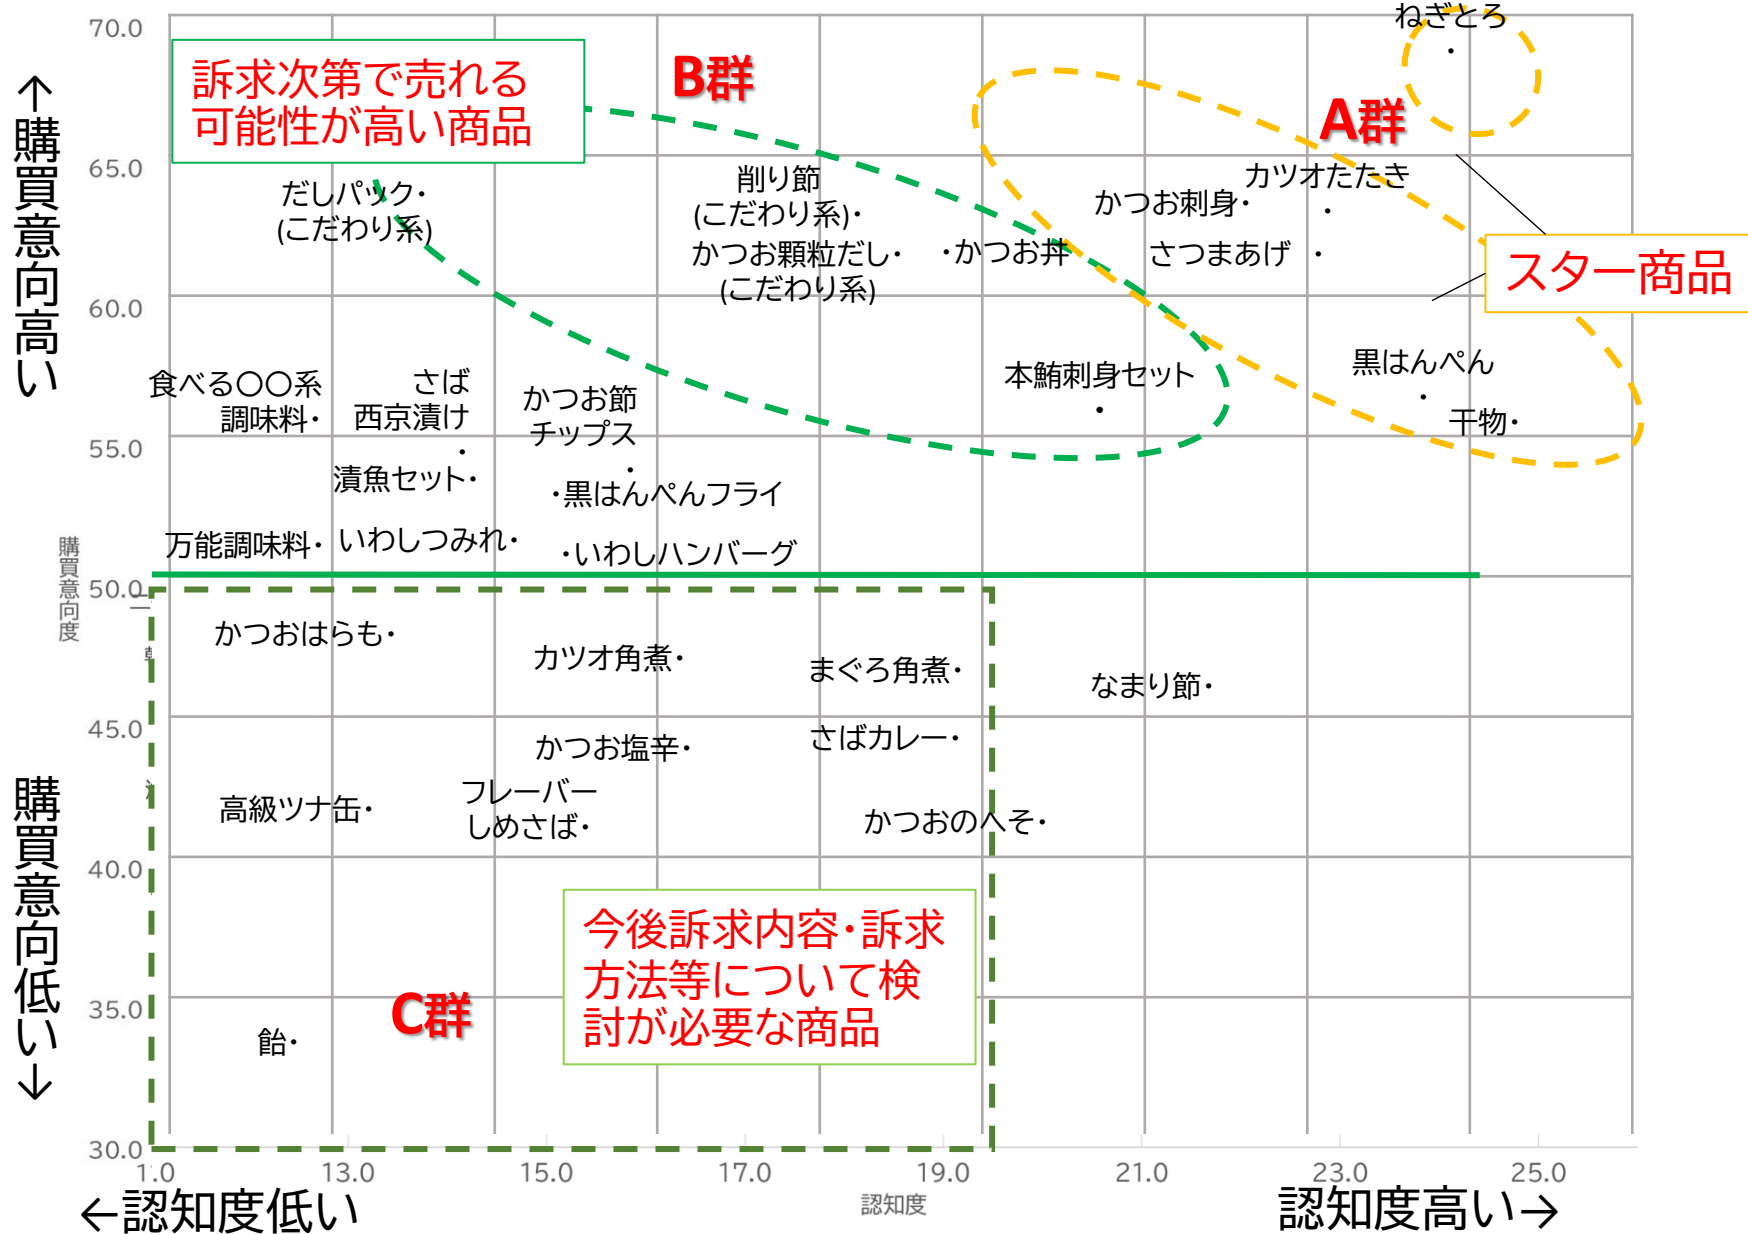 ねぎとろ
70.0
訴求次第で売れる
可能性が高い商品
B群
A群
↑購買意向高い
65.0
だしパック・
(こだわり系)
削り節
(こだわり系)・
カツオたたき
・
かつお刺身・
かつお顆粒だし・
(こだわり系)
・かつお丼
さつまあげ ・
スター商品
60.0
食べる〇〇系
調味料・
さば
西京漬け
・
かつお節
チップス
・
本鮪刺身セット
・
黒はんぺん
・
干物・
55.0
漬魚セット・
・黒はんぺんフライ
万能調味料・
いわしつみれ・
・いわしハンバーグ
購買意向度
50.0
かつおはらも・
カツオ角煮・
まぐろ角煮・
なまり節・
45.0
かつお塩辛・
さばカレー・
高級ツナ缶・
フレーバー
しめさば・
かつおのへそ・
購買意向低い↓
40.0
今後訴求内容・訴求
方法等について検
討が必要な商品
35.0
C群
飴・
30.0
1.0 13.0 15.0 17.0 19.0 21.0 23.0 25.0
←認知度低い
認知度
認知度高い→